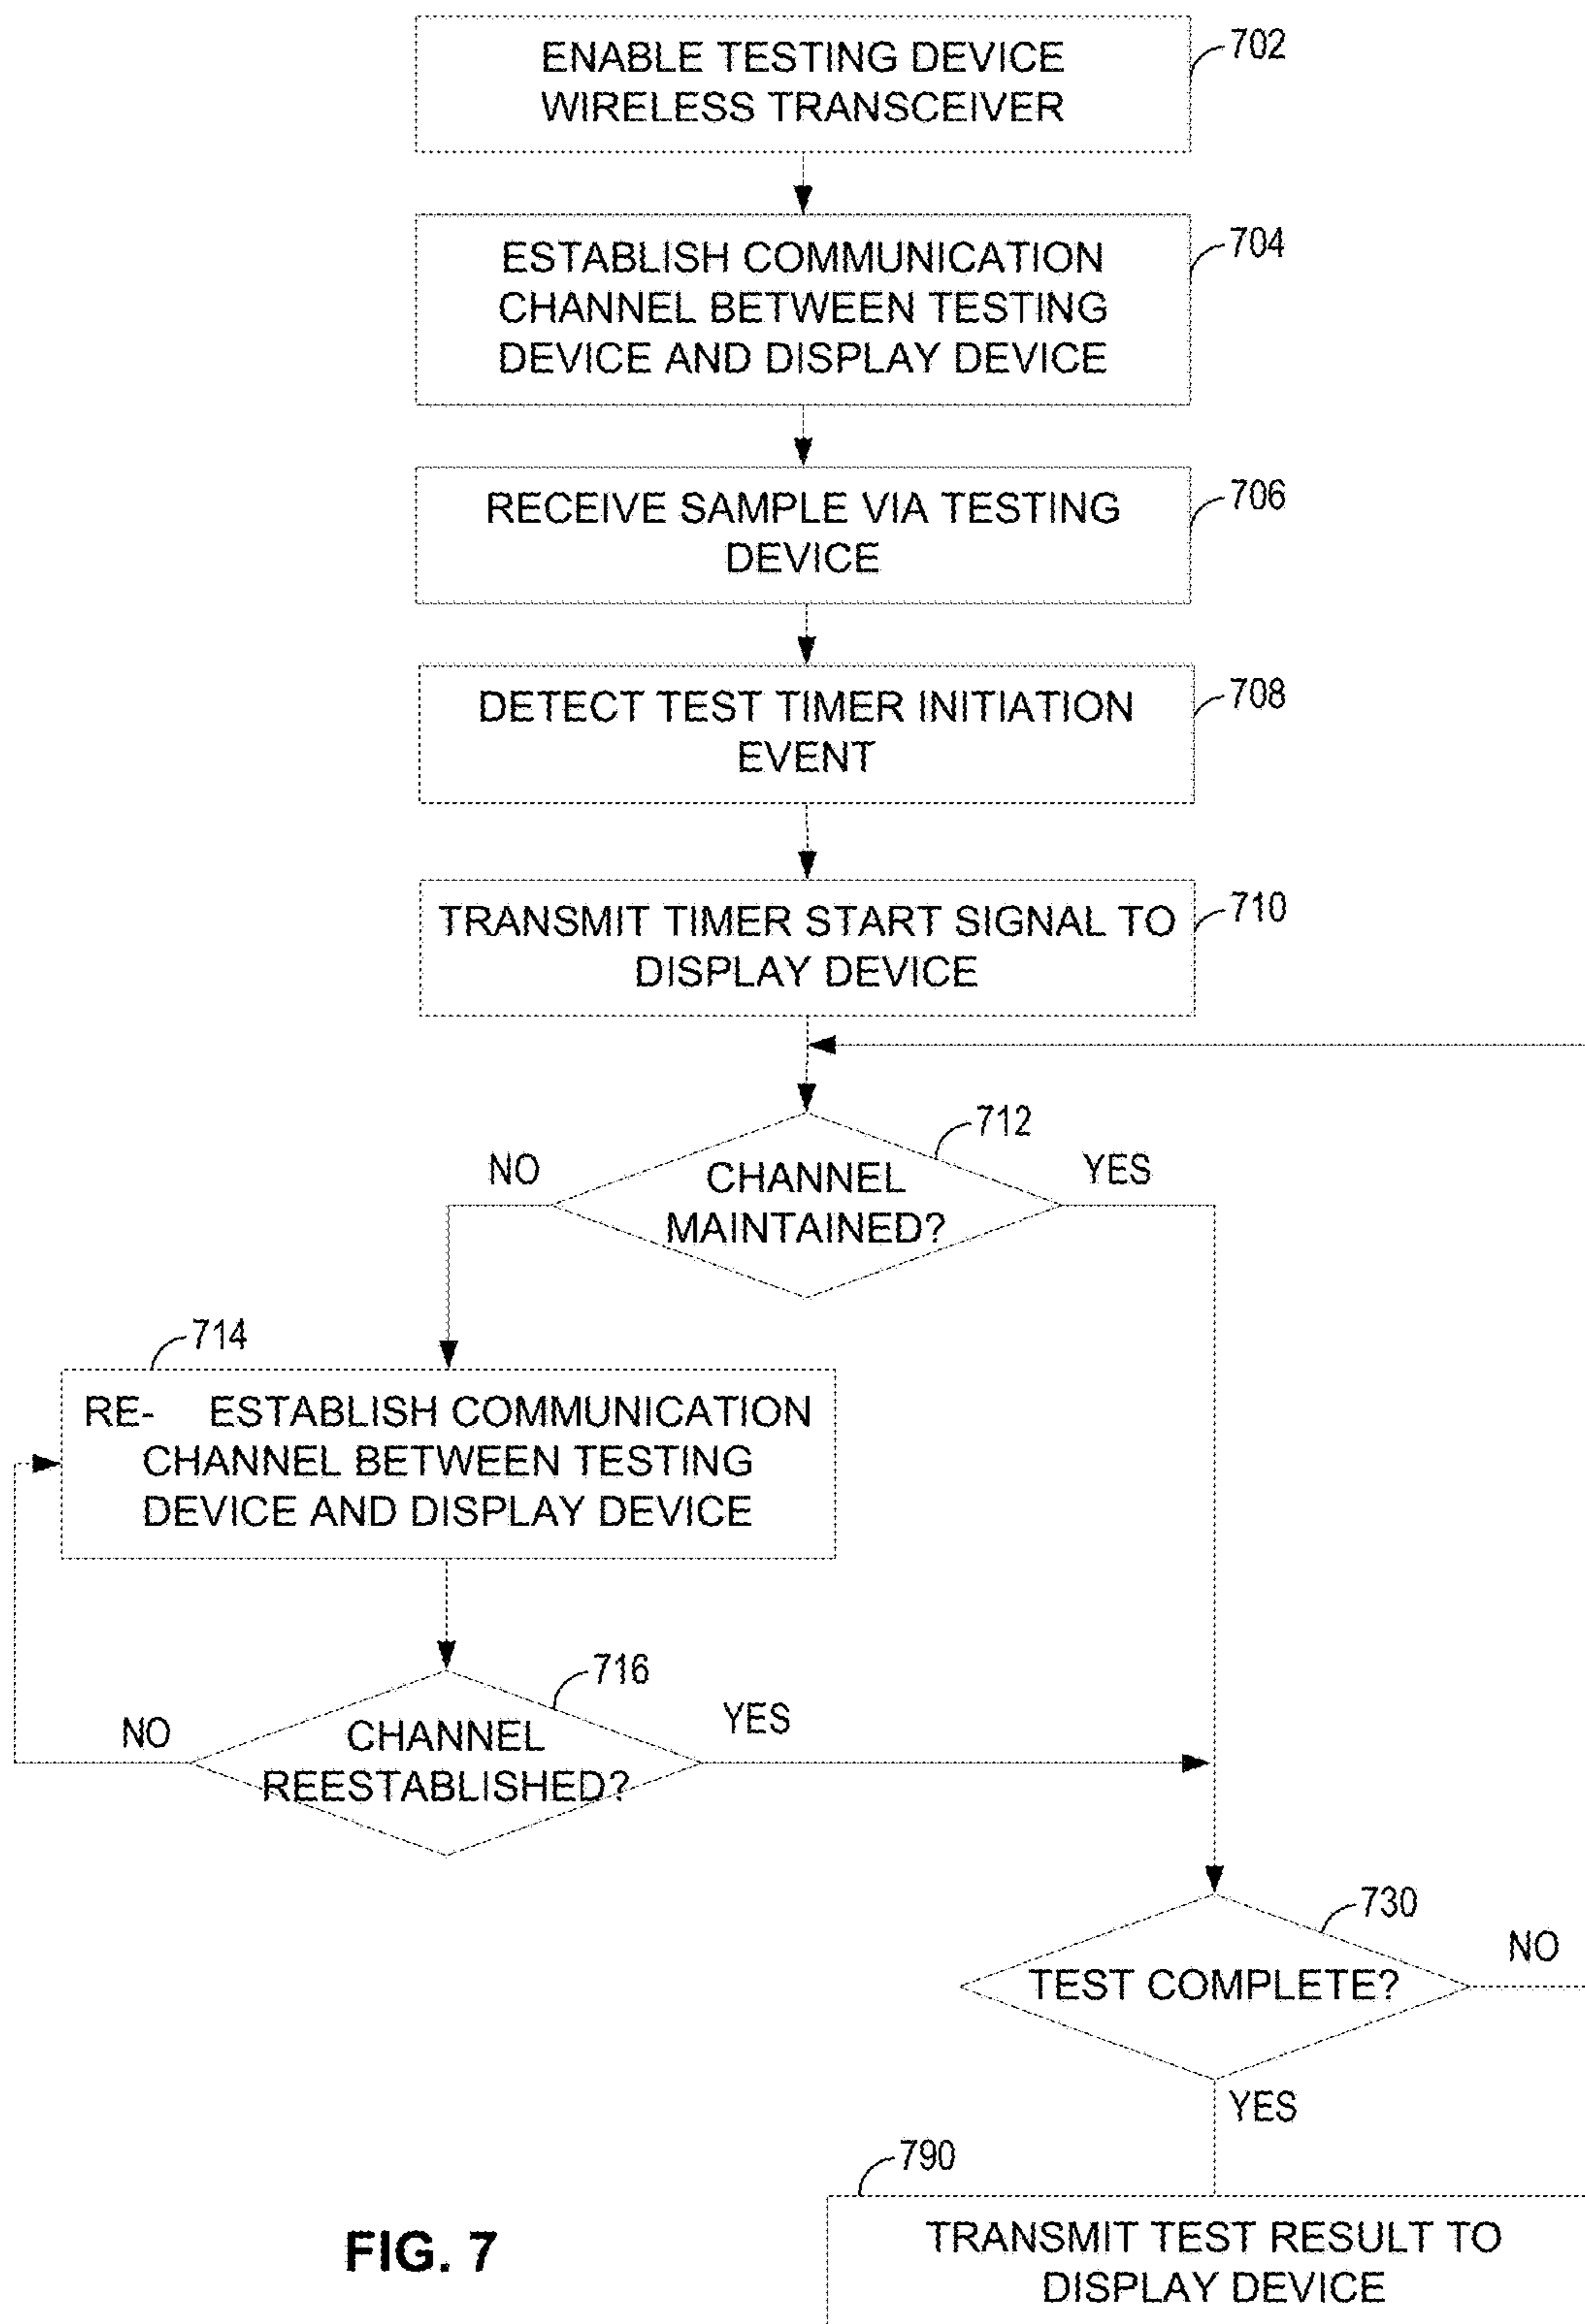 ENABLE TESTING DEVICE
WIRELESS TRANSCEIVER
702
ESTABLISH COMMUNICATION
CHANNEL BETWEEN TESTING
DEVICE AND DISPLAY DEVICE
704
RECEIVE SAMPLE VIA TESTING
DEVICE
706
DETECT TEST TIMER INITIATION
EVENT
708
TRANSMIT TIMER START SIGNAL TO
DISPLAY DEVICE
710
712
NO
CHANNEL
MAINTAINED?
YES
714
RE- ESTABLISH COMMUNICATION
CHANNEL BETWEEN TESTING
DEVICE AND DISPLAY DEVICE
716
NO
CHANNEL
REESTABLISHED?
YES
730
TEST COMPLETE?
NO
YES
790
TRANSMIT TEST RESULT TO
DISPLAY DEVICE
FIG. 7